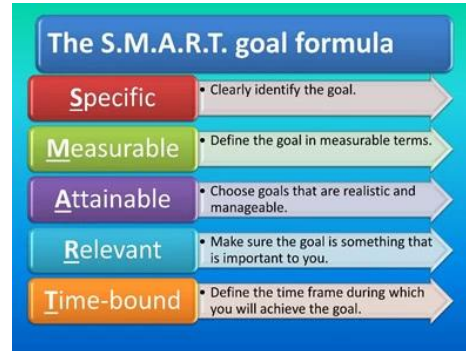 The S.M.A.R.T. goal formula
Specific
• Clearly identify the goal.
Measurable
• Define the goal in measurable terms.
Attainable
• Choose goals that are realistic and
manageable.
Relevant
• Make sure the goal is something that
is important to you.
Time-bound
• Define the time frame during which
you will achieve the goal.